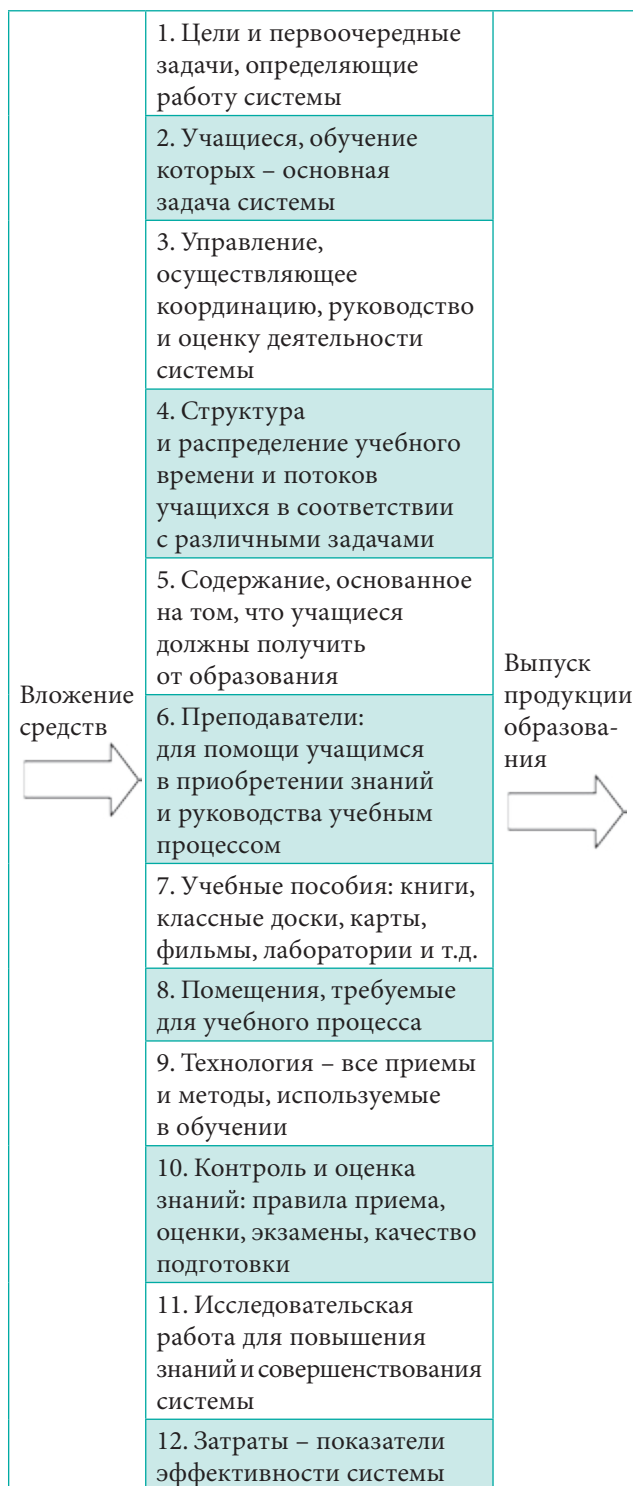 Вложение
средств
1. Цели и первоочередные
задачи, определяющие
работу системы
2. Учащиеся, обучение
которых – основная
задача системы
3. Управление,
осуществляющее
координацию, руководство
и оценку деятельности
системы
4. Структура
и распределение учебного
времени и потоков
учащихся в соответствии
с различными задачами
5. Содержание, основанное
на том, что учащиеся
должны получить
от образования
6. Преподаватели:
для помощи учащимся
в приобретении знаний
и руководства учебным
процессом
7. Учебные пособия: книги,
классные доски, карты,
фильмы, лаборатории и т.д.
8. Помещения, требуемые
для учебного процесса
9. Технология – все приемы
и методы, используемые
в обучении
10. Контроль и оценка
знаний: правила приема,
оценки, экзамены, качество
подготовки
11. Исследовательская
работа для повышения
знаний и совершенствования
системы
12. Затраты – показатели
эффективности системы
Выпуск
продукции
образова-
ния